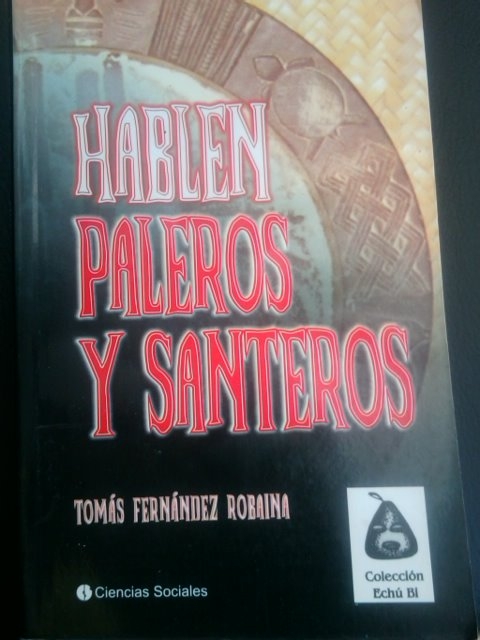 HABLEN
PALEROS
Y SANTEROS
TOMÁS FERNÁNDEZ ROBAINA
Ciencias Sociales
Colección
Echú Bi